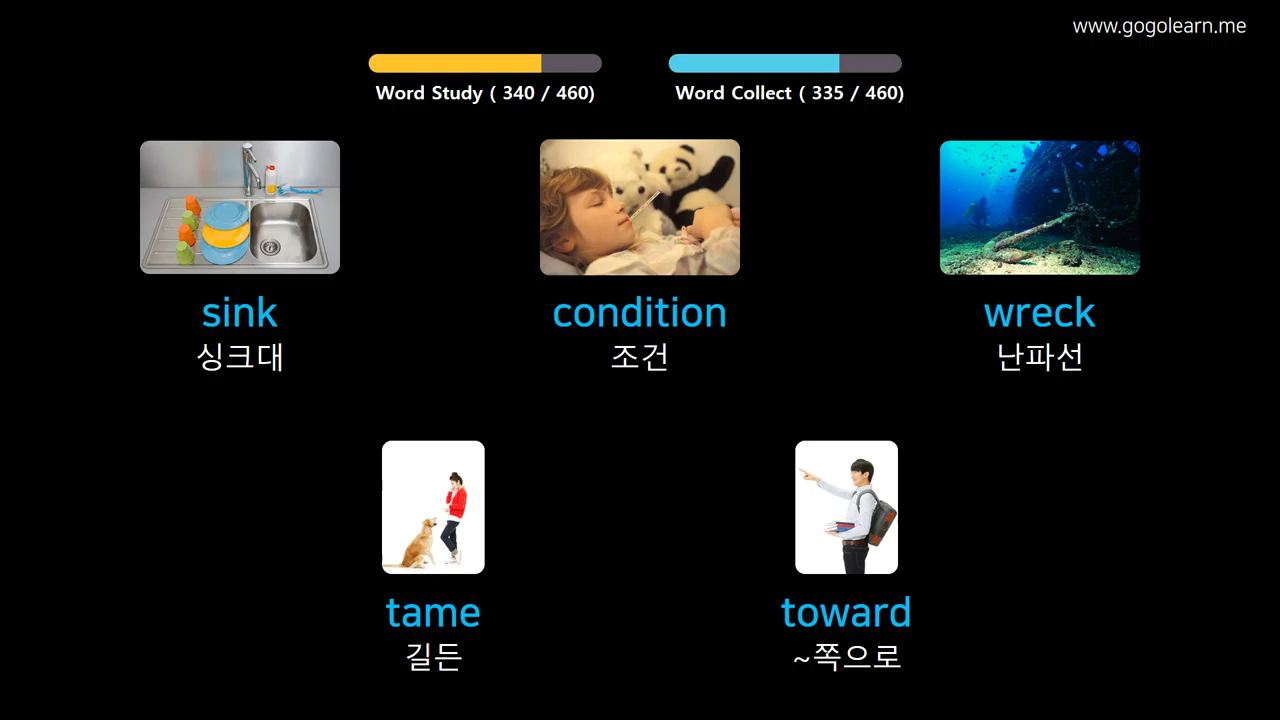 www.gogolearn.me
Word Study ( 340 / 460)
Word Collect ( 335 / 460)
sink
싱크대
condition
조건
wreck
난파선
tame
길든
toward
~쪽으로